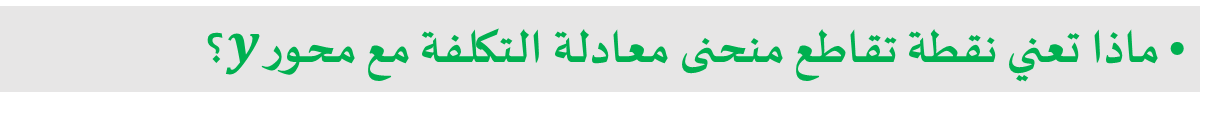 • ماذا تعني نقطة تقاطع منحنى معادلة التكلفة مع محور y؟